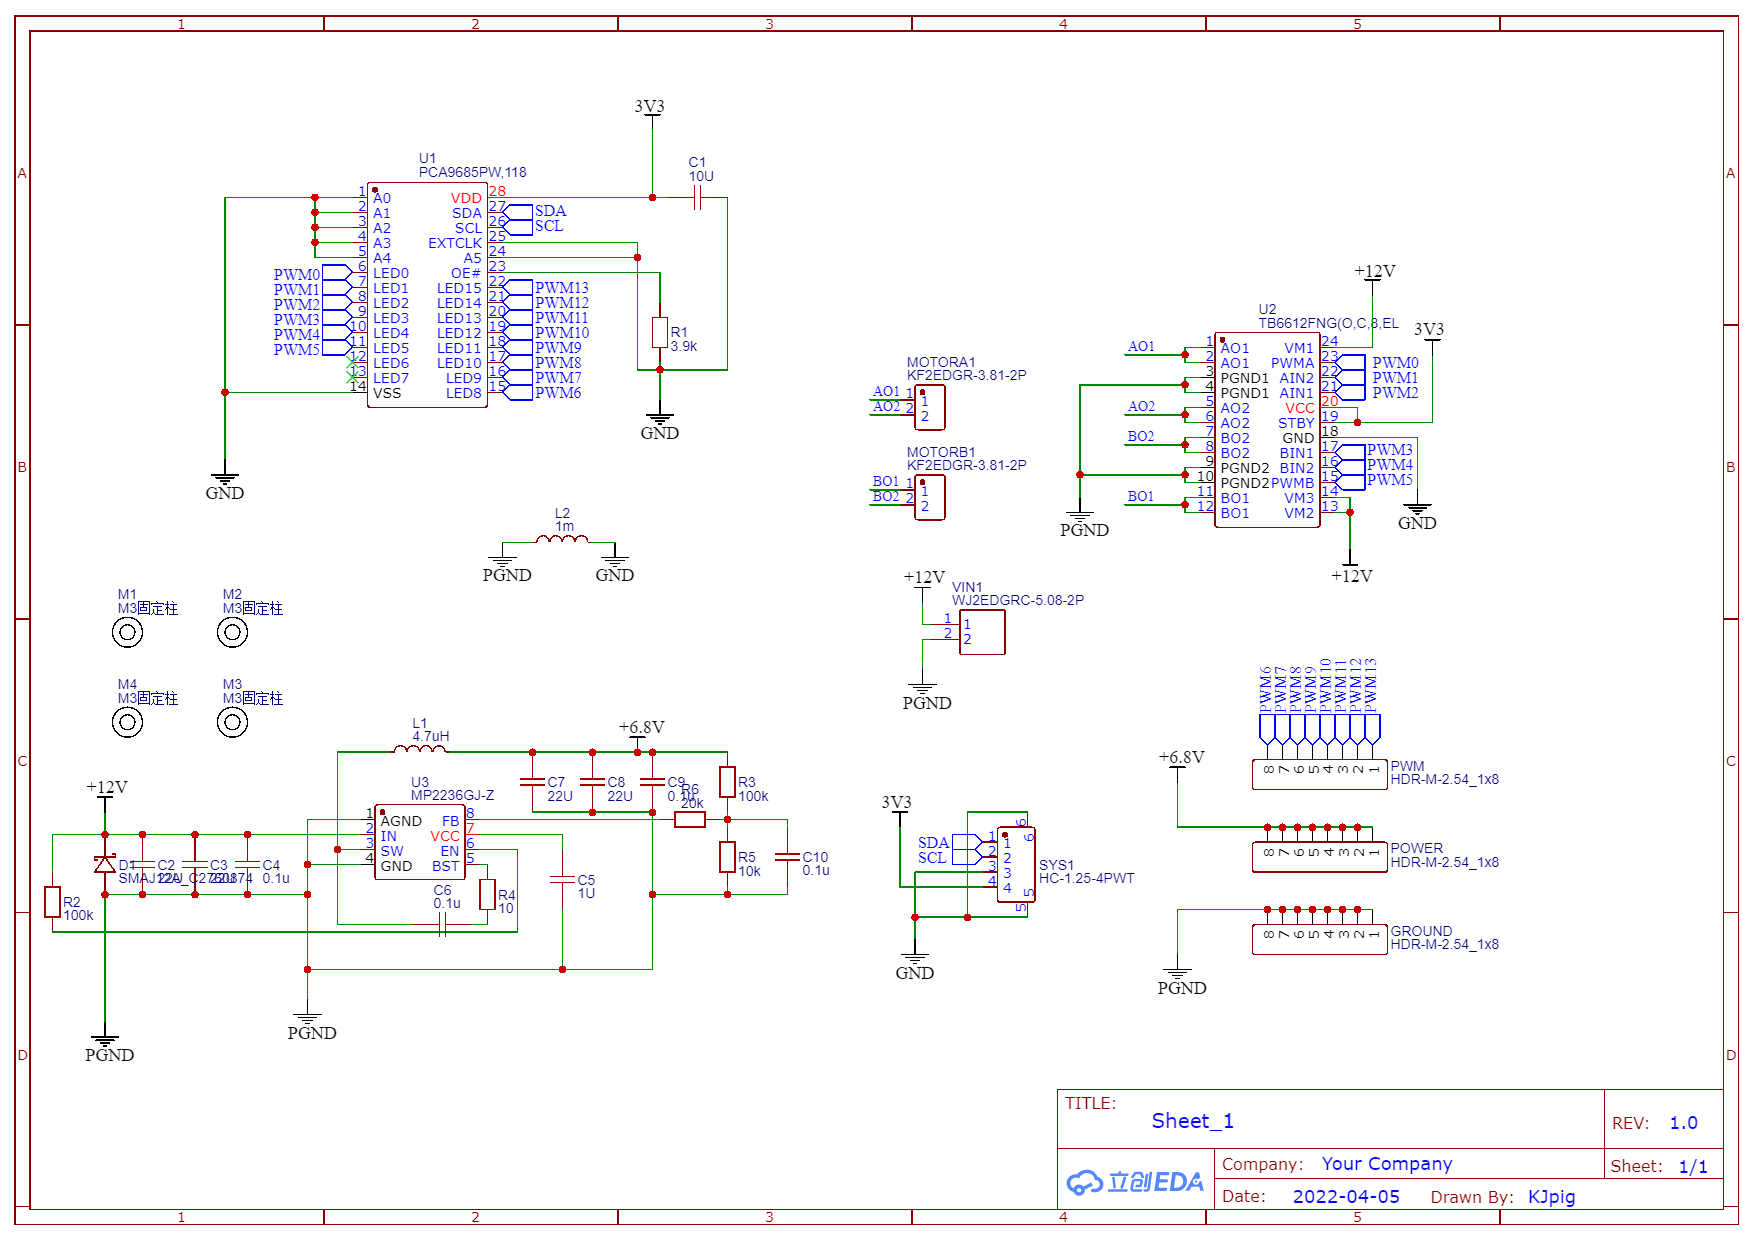 1 2 3 4 5
A
A
B
B
C
C
D
D
3V3
U1
PCA9685PW,118
C1
10U
1 A0
2 A1
3 A2
4 A3
5 A4
6 LED0
7 LED1
8 LED2
9 LED3
10 LED4
11 LED5
12 LED6
13 LED7
14 VSS
VDD 28
SDA 27
SCL 26
EXTCLK 25
A5 24
OE# 23
LED15 22
LED14 21
LED13 20
LED12 19
LED11 18
LED10 17
LED9 16
LED8 15
PWM0
PWM1
PWM2
PWM3
PWM4
PWM5
SDA
SCL
PWM13
PWM12
PWM11
PWM10
PWM9
PWM8
PWM7
PWM6
R1
3.9k
GND
GND
L2
1m
PGND
GND
MOTORA1
KF2EDGR-3.81-2P
AO1 1 1
AO2 2 2
MOTORB1
KF2EDGR-3.81-2P
BO1 1 1
BO2 2 2
+12V
U2
TB6612FNG(O,C,8,EL
3V3
AO1
AO2
BO2
BO1
1 AO1
2 AO1
3 PGND1
4 PGND1
5 AO2
6 AO2
7 BO2
8 BO2
9 PGND2
10 PGND2
11 BO1
12 BO1
VM1 24
PWMA 23
AIN2 22
AIN1 21
VCC 20
STBY 19
GND 18
BIN1 17
BIN2 16
PWMB 15
VM3 14
VM2 13
PWM0
PWM1
PWM2
PWM3
PWM4
PWM5
PGND
GND
+12V
+12V
VIN1
WJ2EDGRC-5.08-2P
1 1
2 2
PGND
M1
M3固定柱
M2
M3固定柱
M4
M3固定柱
M3
M3固定柱
+12V
L1
4.7uH
+6.8V
U3
MP2236GJ-Z
1 AGND
2 IN
3 SW
4 GND
FB 8
VCC 7
EN 6
BST 5
C7
22U
C8
22U
C9
0.1u
R6
20k
R3
100k
R5
10k
C10
0.1u
D1
C2
22U
C3
C4
0.1u
R2
100k
C6
0.1u
R4
10
C5
1U
PGND
PGND
3V3
SDA
SCL
1 1
2 2
3 3
4 4
6 6
5 5
SYS1
HC-1.25-4PWT
GND
PWM6
PWM7
PWM8
PWM9
PWM10
PWM11
PWM12
PWM13
8 7 6 5 4 3 2 1
PWM
HDR-M-2.54_1x8
+6.8V
8 7 6 5 4 3 2 1
POWER
HDR-M-2.54_1x8
8 7 6 5 4 3 2 1
GROUND
HDR-M-2.54_1x8
PGND
TITLE:
Sheet_1
REV: 1.0
立创EDA
Company: Your Company
Sheet: 1/1
Date: 2022-04-05 Drawn By: KJpig
1 2 3 4 5